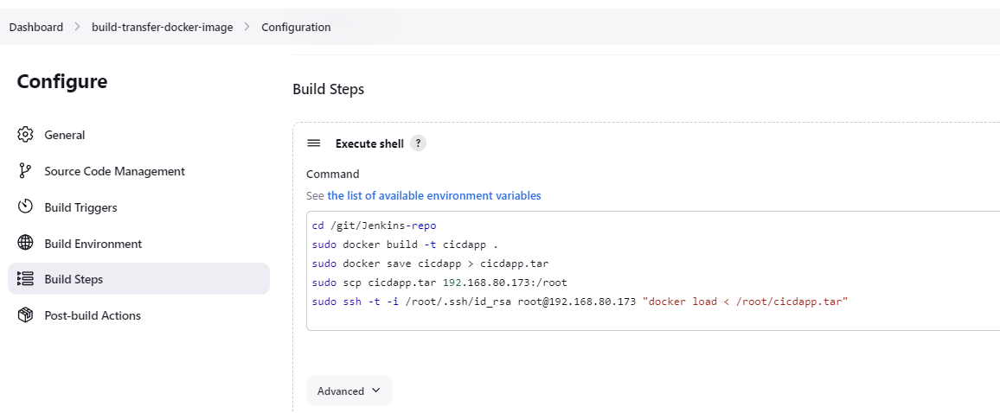 Dashboard > build-transfer-docker-image > Configuration
Configure
General
Source Code Management
Build Triggers
Build Environment
Build Steps
Post-build Actions
Build Steps
Execute shell ?
Command
See the list of available environment variables
cd /git/Jenkins-repo
sudo docker build -t cicdapp .
sudo docker save cicdapp > cicdapp.tar
sudo scp cicdapp.tar 192.168.80.173:/root
sudo ssh -t -i /root/.ssh/id_rsa root@192.168.80.173 "docker load < /root/cicdapp.tar"
Advanced